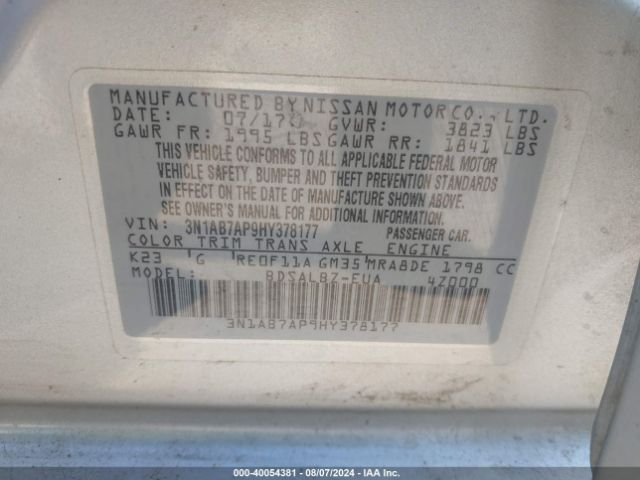 MANUFACTURED BY NISSAN MOTOR CO., LTD.
DATE: 07/17 GVWR: 3823 LBS
GAWR FR: 1995 LBS GAWR RR: 1841 LBS
THIS VEHICLE CONFORMS TO ALL APPLICABLE FEDERAL MOTOR
VEHICLE SAFETY, BUMPER AND THEFT PREVENTION STANDARDS
IN EFFECT ON THE DATE OF MANUFACTURE SHOWN ABOVE.
SEE OWNER'S MANUAL FOR ADDITIONAL INFORMATION.
VIN: 3N1AB7AP9HY378177 PASSENGER CAR.
COLOR TRIM TRANS AXLE ENGINE
K23 G RE0F11A GM35 MRA8DE 1798 CC
MODEL: BDSALBZ-EUA 4Z000
3N1AB7AP9HY378177
000-40054381 - 08/07/2024 - IAA Inc.